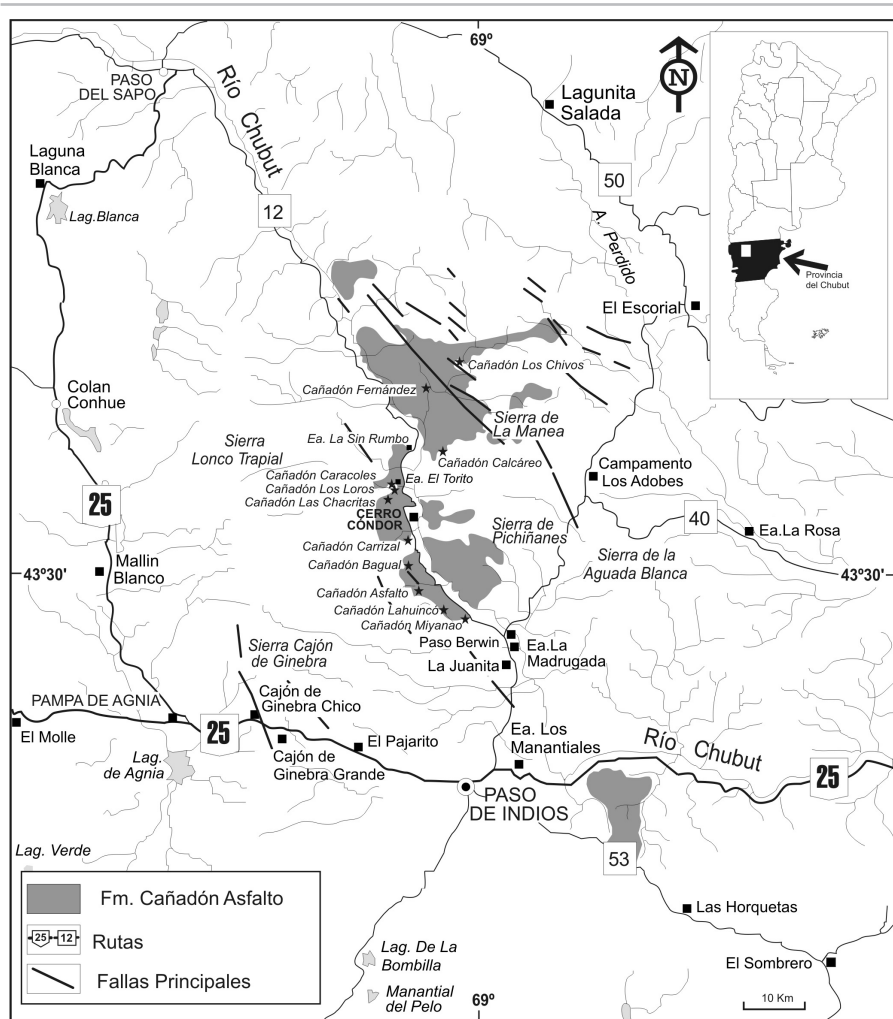 69º
PASO
DEL SAPO
Río Chubut
N
Lagunita
Salada
Laguna
Blanca
50
Lag.Blanca
12
A. Perdido
Provincia
del Chubut
El Escorial
Cañadón Los Chivos
Colan
Conhue
Cañadón Fernández
Sierra de
La Manea
Sierra
Lonco Trapial
Ea. La Sin Rumbo
Cañadón Calcáreo
Cañadón Caracoles
Ea. El Torito
Cañadón Los Loros
Cañadón Las Chacritas
Campamento
Los Adobes
25
CERRO
CÓNDOR
40
Ea.La Rosa
Sierra de
Pichiñanes
Cañadón Carrizal
Sierra de la
Aguada Blanca
Mallin
Blanco
Cañadón Bagual
43º30'
43º30'
Cañadón Asfalto
Cañadón Lahuincó
Cañadón Miyanao
Sierra Cajón
de Ginebra
Paso Berwin
Ea.La
Madrugada
La Juanita
PAMPA DE AGNIA
Cajón de
Ginebra Chico
El Molle
25
El Pajarito
Ea. Los
Manantiales
Río Chubut
Lag.
de Agnia
Cajón de
Ginebra Grande
25
PASO
DE INDIOS
Lag. Verde
53
Fm. Cañadón Asfalto
Las Horquetas
25 12 Rutas
Lag. De La
Bombilla
El Sombrero
Fallas Principales
Manantial
del Pelo
69º
10 Km